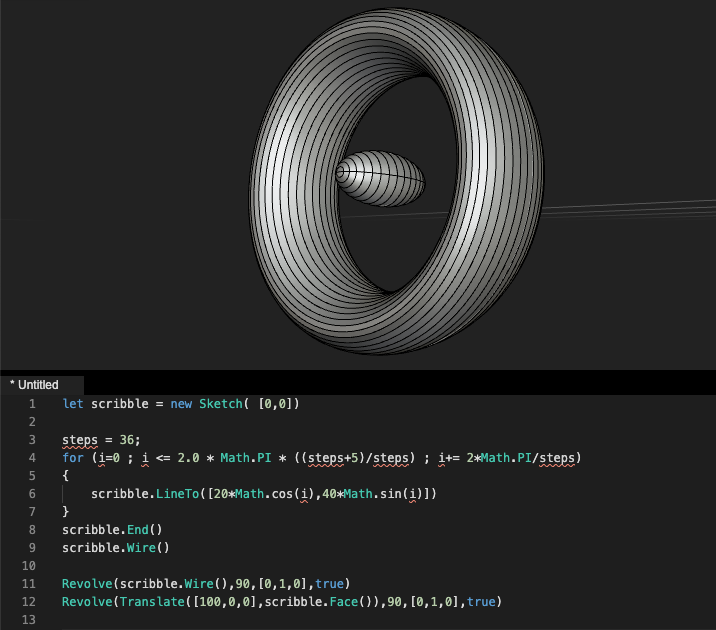 * Untitled
1 let scribble = new Sketch( [0,0])
2
3 steps = 36;
4 for (i=0 ; i <= 2.0 * Math.PI * ((steps+5)/steps) ; i+= 2*Math.PI/steps)
5 {
6 scribble.LineTo([20*Math.cos(i),40*Math.sin(i)])
7 }
8 scribble.End()
9 scribble.Wire()
10
11 Revolve(scribble.Wire(),90,[0,1,0],true)
12 Revolve(Translate([100,0,0],scribble.Face()),90,[0,1,0],true)
13